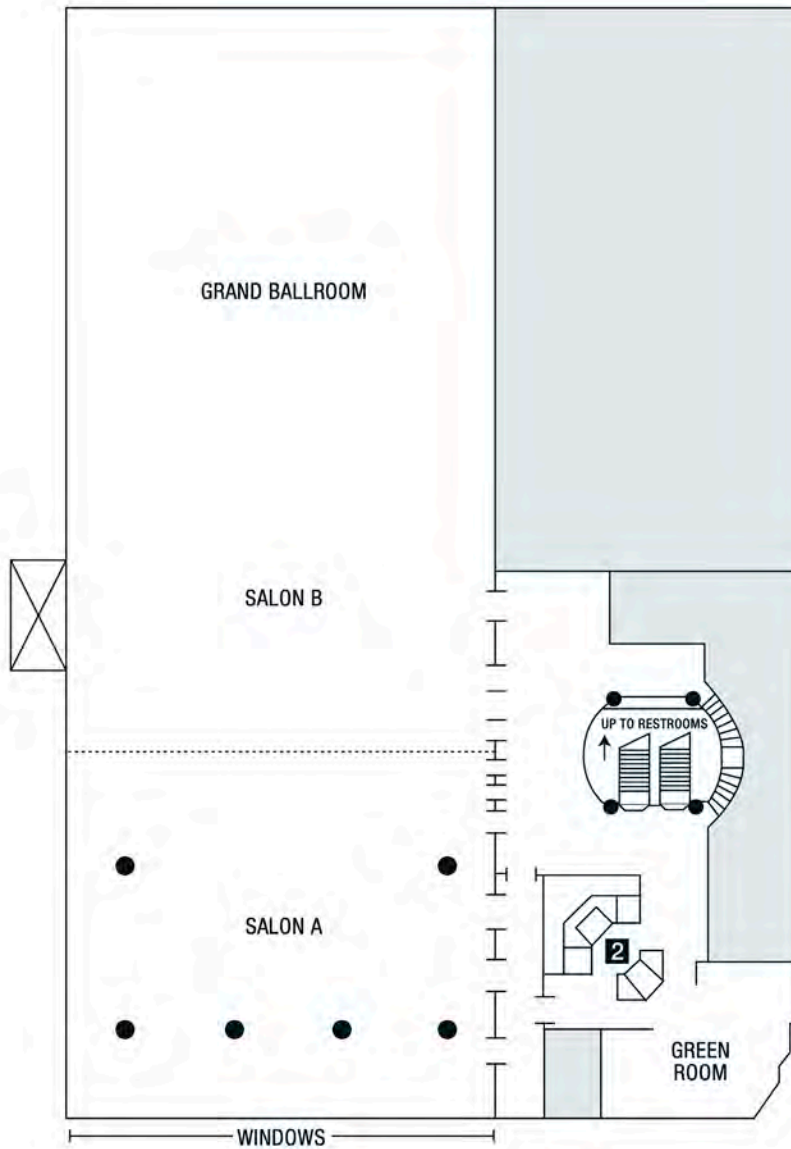 GRAND BALLROOM
SALON B
UP TO RESTROOMS
SALON A
2
GREEN
ROOM
WINDOWS